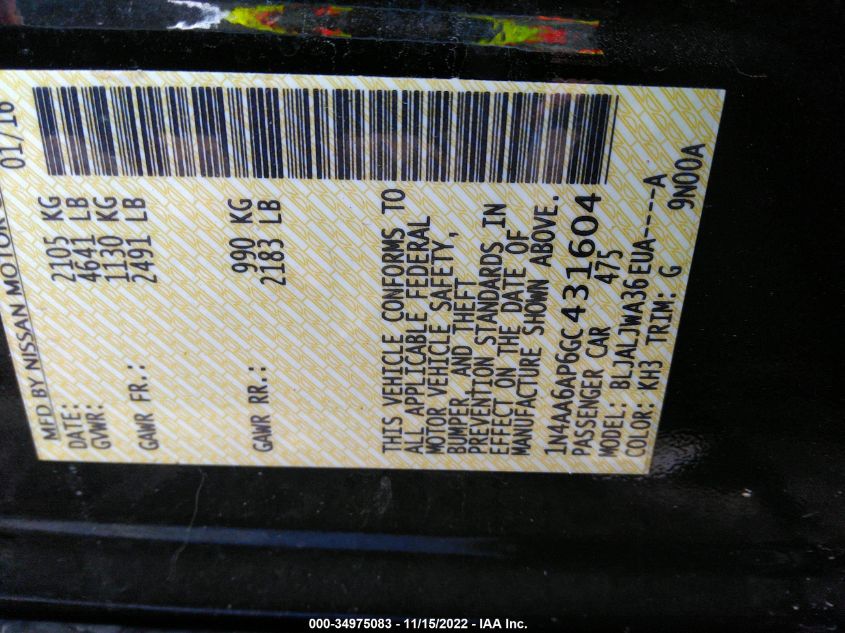 MFD BY NISSAN MOTOR
DATE: 01/16
GVWR: 2105 KG
4641 LB
GAWR FR.: 1130 KG
2491 LB
GAWR RR.: 990 KG
2183 LB
THIS VEHICLE CONFORMS TO
ALL APPLICABLE FEDERAL
MOTOR VEHICLE SAFETY,
BUMPER, AND THEFT
PREVENTION STANDARDS IN
EFFECT ON THE DATE OF
MANUFACTURE SHOWN ABOVE.
1N4AA6AP6GC431604
PASSENGER CAR 475
MODEL: BLJALJWA36EUA----A
COLOR: KH3 TRIM: G 9N00A
000-34975083 - 11/15/2022 - IAA Inc.